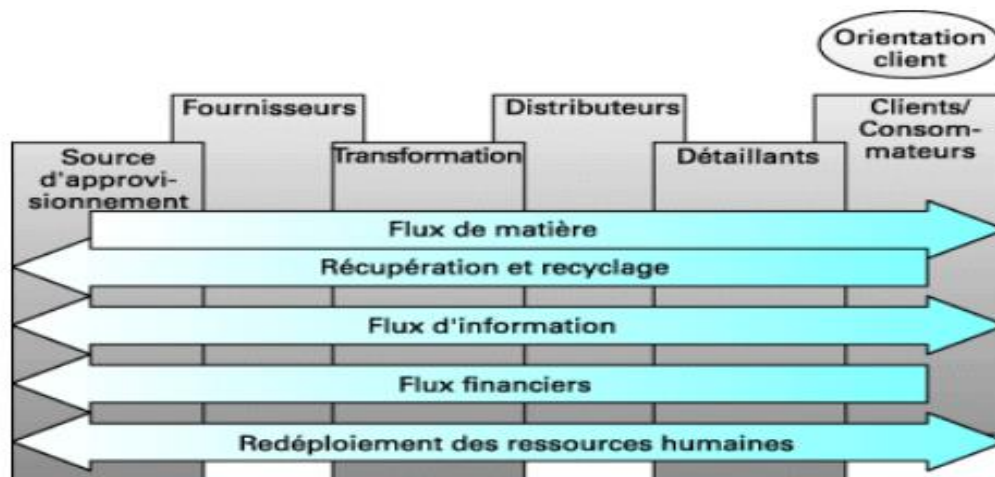 Orientation
client
Fournisseurs
Distributeurs
Clients/
Consom-
mateurs
Source
d'approvi-
sionnement
Transformation
Détaillants
Flux de matière
Récupération et recyclage
Flux d'information
Flux financiers
Redéploiement des ressources humaines